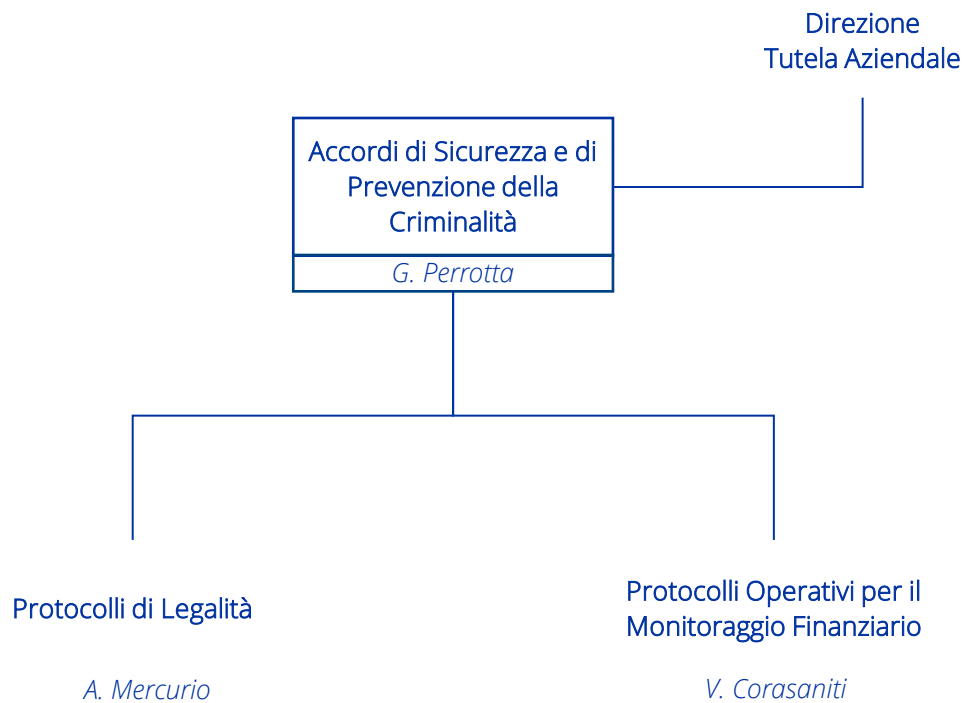 Direzione
Tutela Aziendale
Accordi di Sicurezza e di
Prevenzione della
Criminalità
G. Perrotta
Protocolli di Legalità
A. Mercurio
Protocolli Operativi per il
Monitoraggio Finanziario
V. Corasaniti